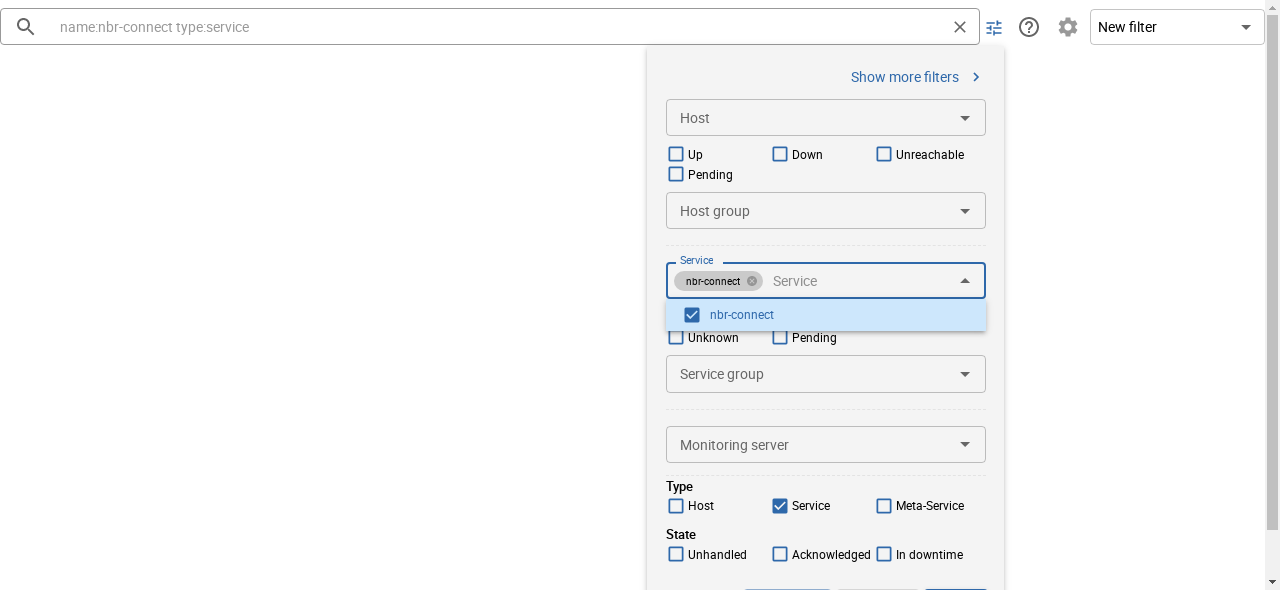 name:nbr-connect type:service
New filter
Show more filters
Host
Up Down Unreachable
Pending
Host group
Service
nbr-connect Service
nbr-connect
Unknown Pending
Service group
Monitoring server
Type
Host Service Meta-Service
State
Unhandled Acknowledged In downtime